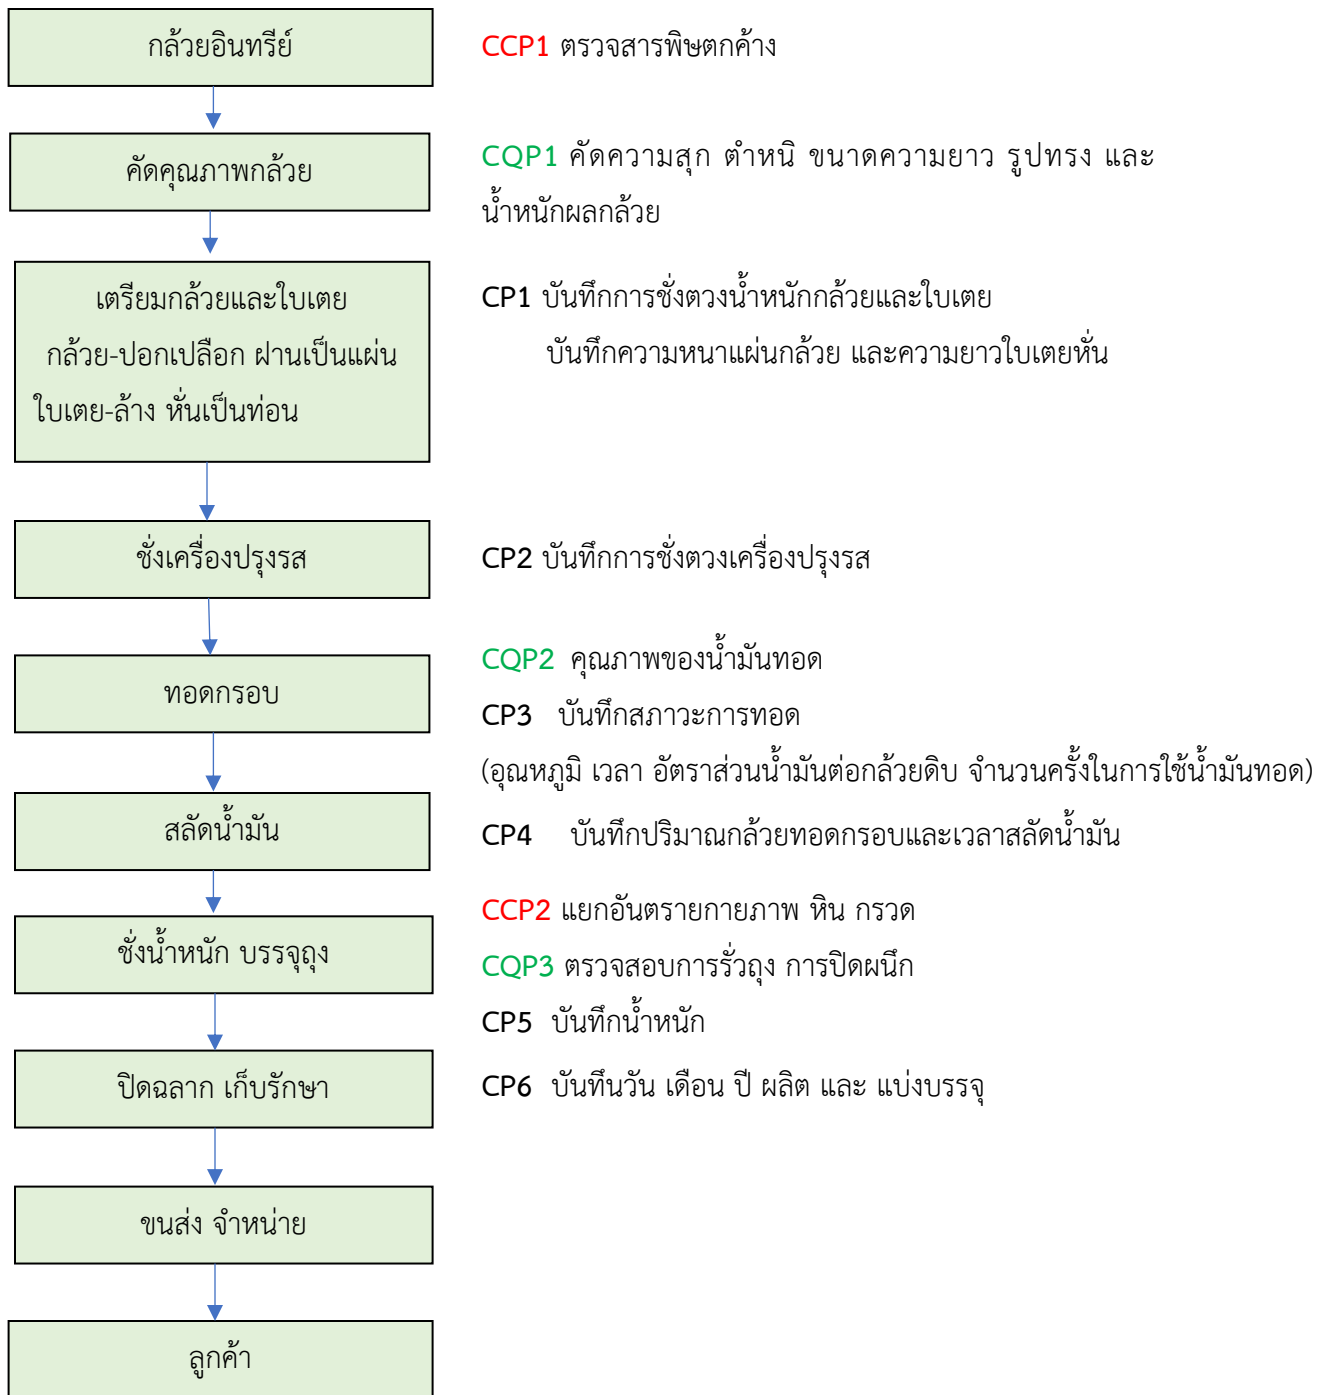 กล้วยอินทรีย์
CCP1 ตรวจสารพิษตกค้าง
คัดคุณภาพกล้วย
CQP1 คัดความสุก ตำหนิ ขนาดความยาว รูปทรง และ
น้ำหนักผลกล้วย
เตรียมกล้วยและใบเตย
กล้วย-ปอกเปลือก ฝานเป็นแผ่น
ใบเตย-ล้าง หั่นเป็นท่อน
CP1 บันทึกการชั่งตวงน้ำหนักกล้วยและใบเตย
บันทึกความหนาแผ่นกล้วย และความยาวใบเตยหั่น
ชั่งเครื่องปรุงรส
CP2 บันทึกการชั่งตวงเครื่องปรุงรส
ทอดกรอบ
CQP2 คุณภาพของน้ำมันทอด
CP3 บันทึกสภาวะการทอด
(อุณหภูมิ เวลา อัตราส่วนน้ำมันต่อกล้วยดิบ จำนวนครั้งในการใช้น้ำมันทอด)
สลัดน้ำมัน
CP4 บันทึกปริมาณกล้วยทอดกรอบและเวลาสลัดน้ำมัน
ชั่งน้ำหนัก บรรจุถุง
CCP2 แยกอันตรายกายภาพ หิน กรวด
CQP3 ตรวจสอบการรั่วถุง การปิดผนึก
CP5 บันทึกน้ำหนัก
ปิดฉลาก เก็บรักษา
CP6 บันทึนวัน เดือน ปี ผลิต และ แบ่งบรรจุ
ขนส่ง จำหน่าย
ลูกค้า